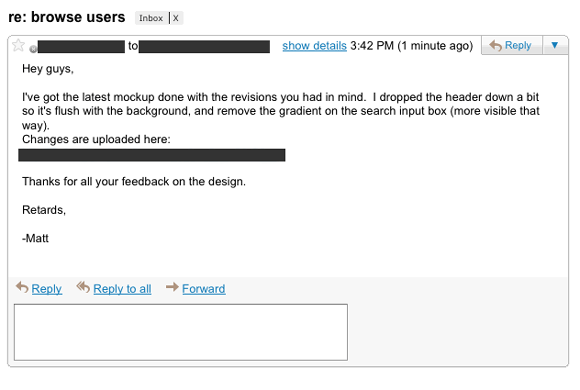 re: browse users Inbox | X
to show details 3:42 PM (1 minute ago) Reply
Hey guys,
I've got the latest mockup done with the revisions you had in mind.  I dropped the header down a bit
so it's flush with the background, and remove the gradient on the search input box (more visible that
way).
Changes are uploaded here:
Thanks for all your feedback on the design.
Retards,
-Matt
Reply Reply to all Forward